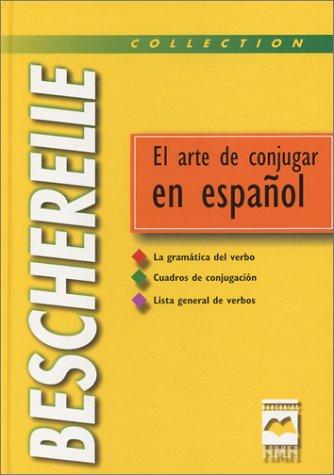 COLLECTION
BESCHERELLE
El arte de conjugar
en español
La gramática del verbo
Cuadros de conjugación
Lista general de verbos
HMH